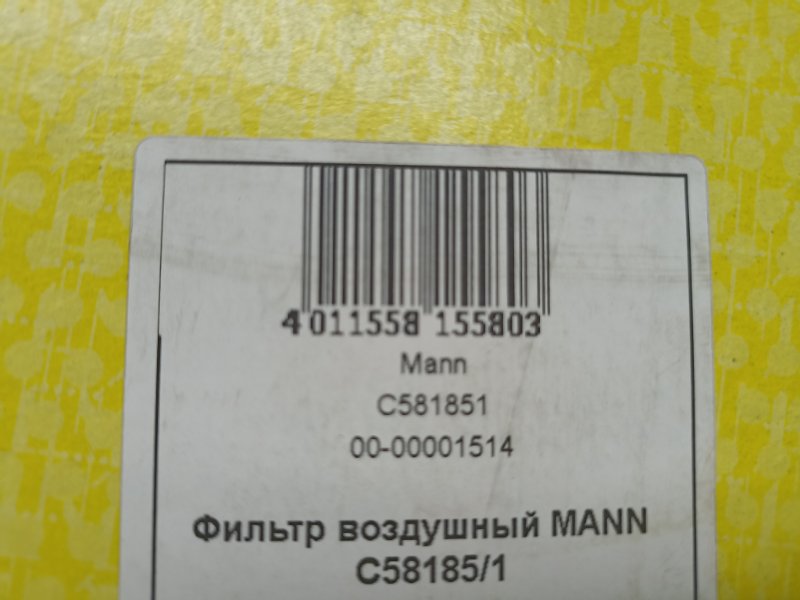 4 011558 155803
Mann
C581851
00-00001514
Фильтр воздушный MANN
C58185/1